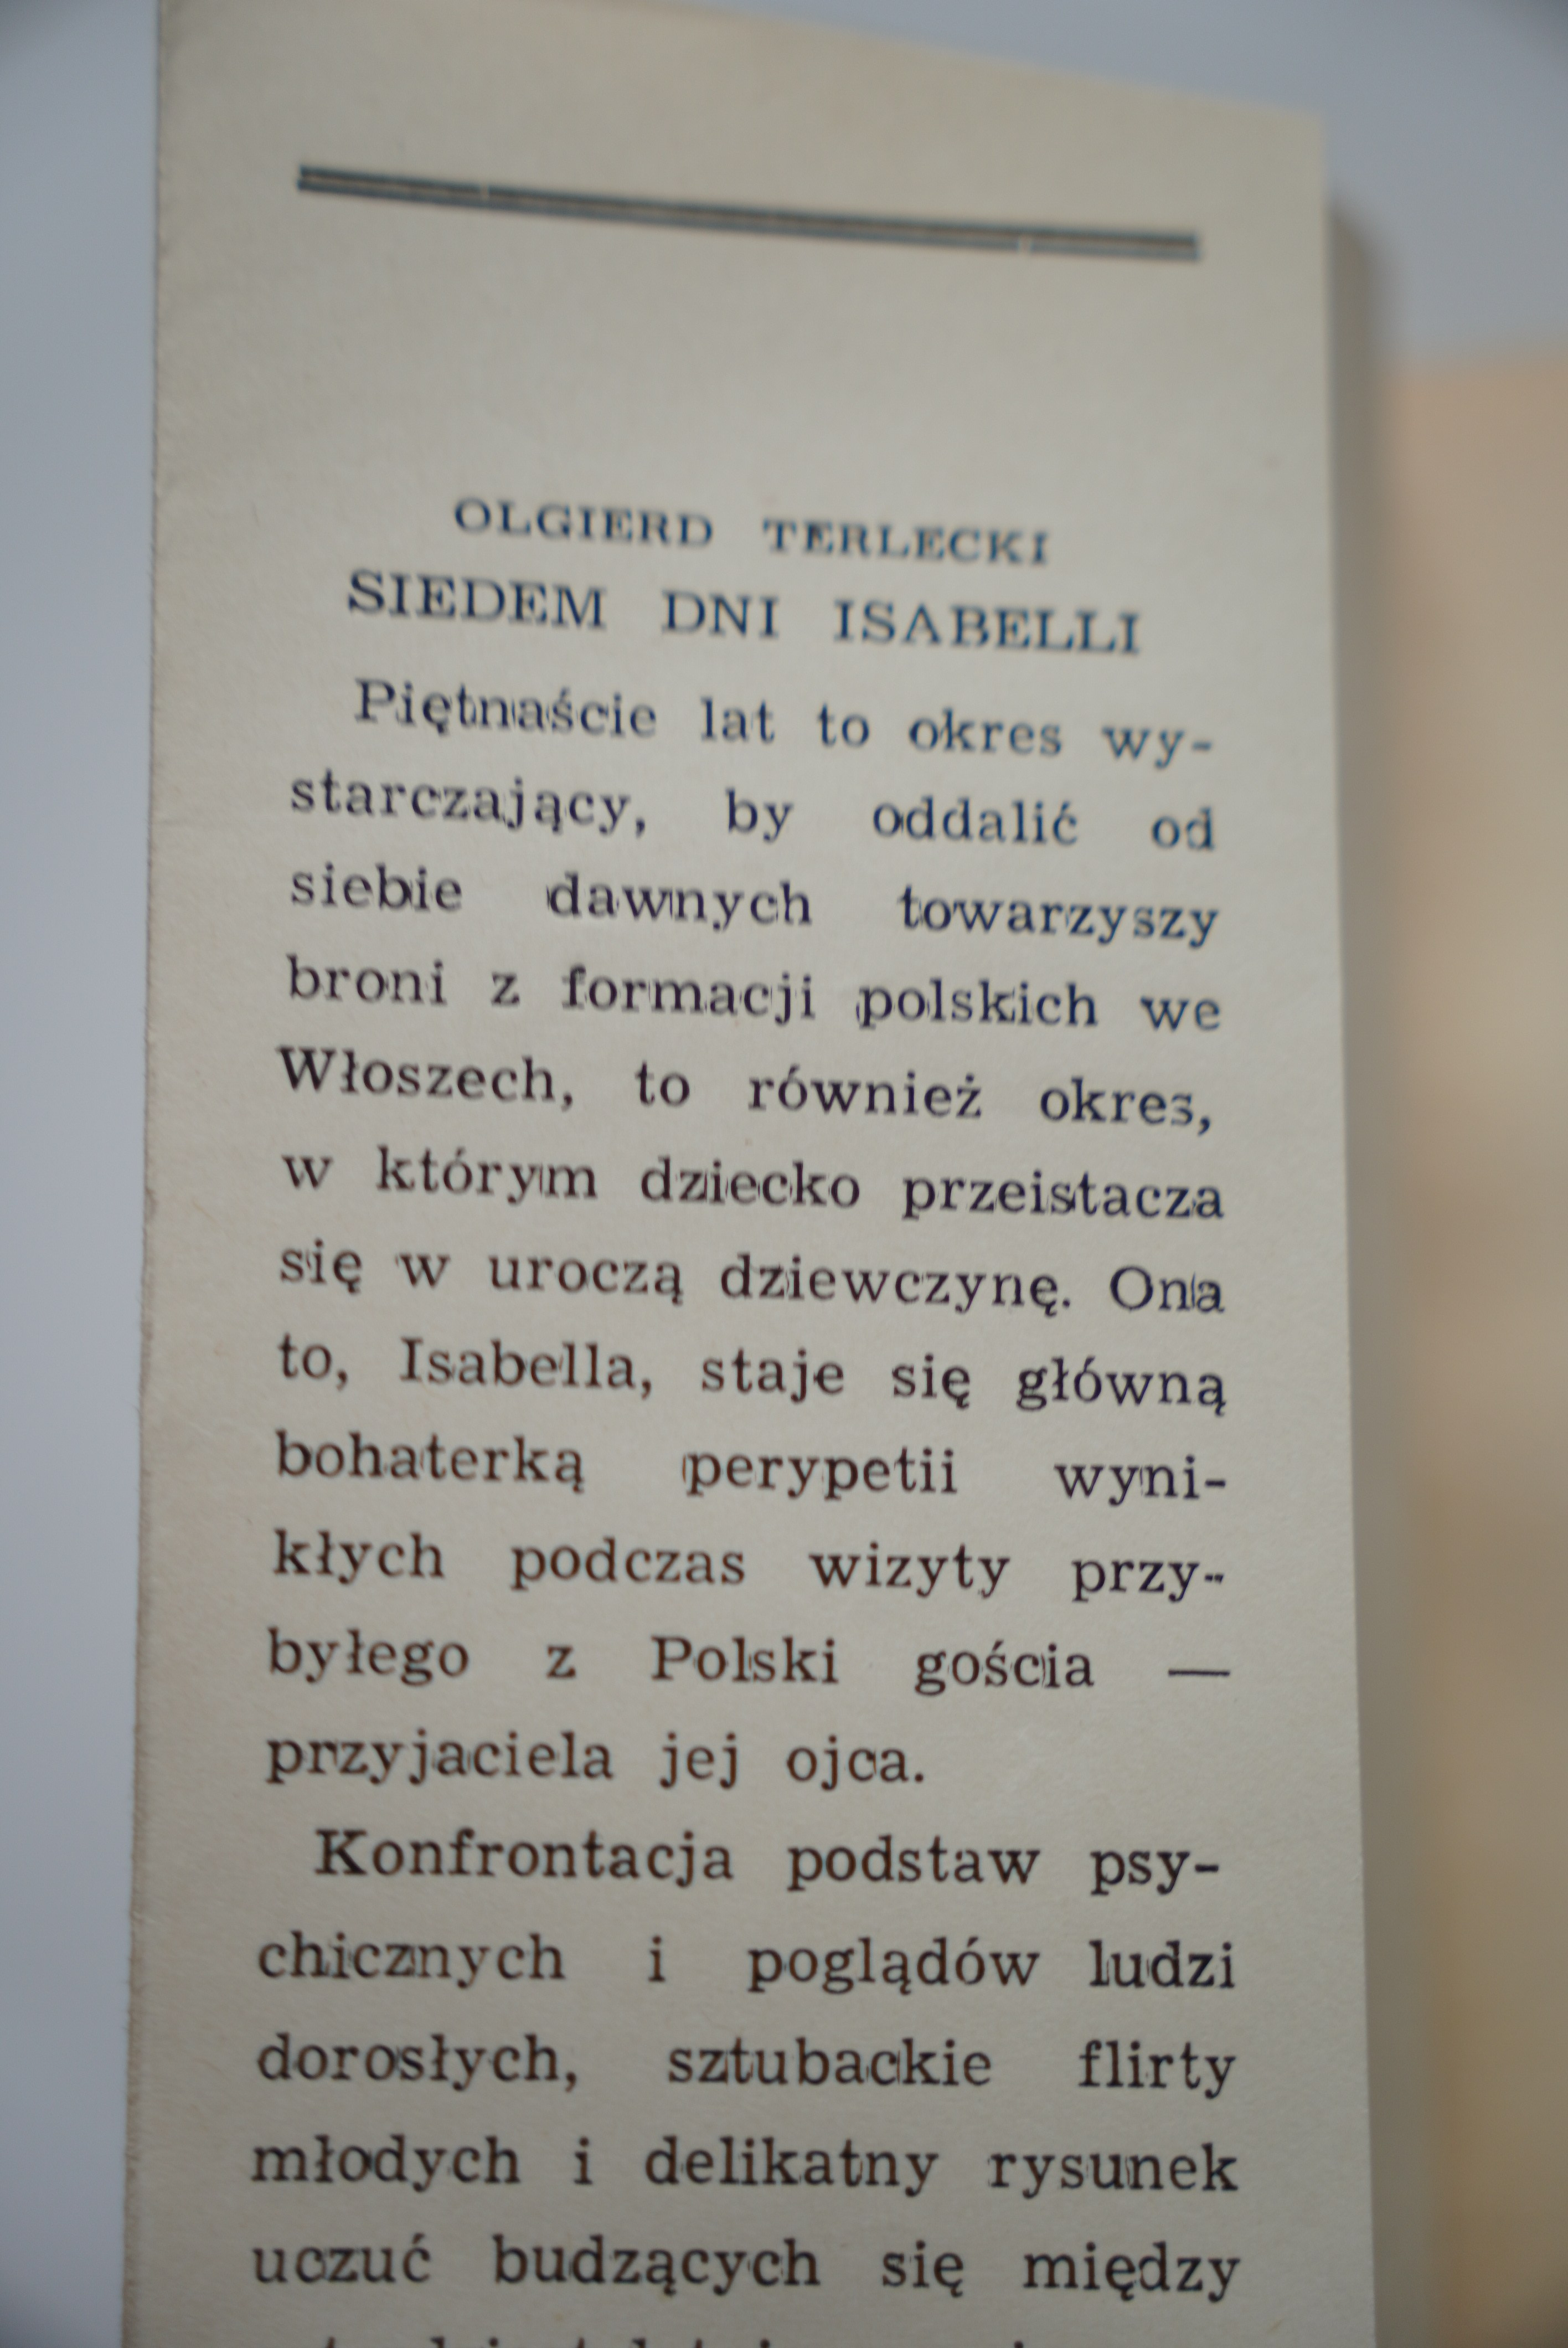 OLGIERD TERLECKI
SIEDEM DNI ISABELLI
Piętnaście lat to okres wy-
starczający, by oddalić od
siebie dawnych towarzyszy
broni z formacji polskich we
Włoszech, to również okres,
w którym dziecko przeistacza
się w uroczą dziewczynę. Ona
to, Isabella, staje się główną
bohaterką perypetii wyni-
kłych podczas wizyty przy-
byłego z Polski gościa —
przyjaciela jej ojca.
Konfrontacja podstaw psy-
chicznych i poglądów ludzi
dorosłych, sztubackie flirty
młodych i delikatny rysunek
uczuć budzących się między